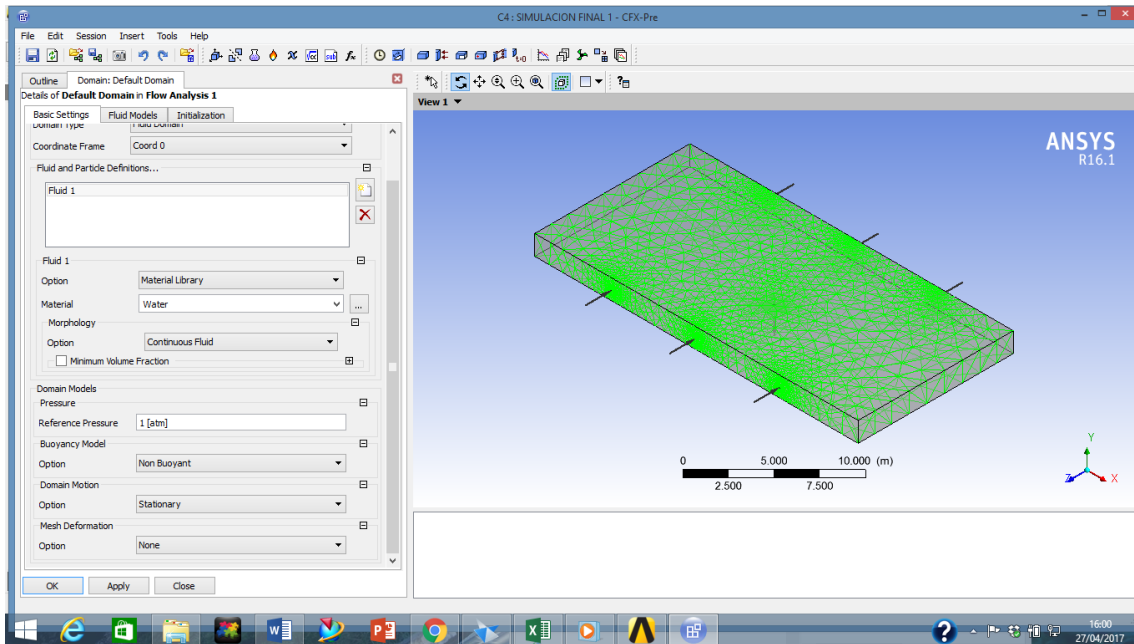 C4 : SIMULACION FINAL 1 - CFX-Pre
File Edit Session Insert Tools Help
Outline Domain: Default Domain
Details of Default Domain in Flow Analysis 1
Basic Settings Fluid Models Initialization
Domain Type Fluid Domain
Coordinate Frame Coord 0
Fluid and Particle Definitions...
Fluid 1
Fluid 1
Option Material Library
Material Water ...
Morphology
Option Continuous Fluid
Minimum Volume Fraction
Domain Models
Pressure
Reference Pressure 1 [atm]
Buoyancy Model
Option Non Buoyant
Domain Motion
Option Stationary
Mesh Deformation
Option None
OK Apply Close
View 1
ANSYS
R16.1
0 5.000 10.000 (m)
2.500 7.500
Y
Z X
16:00
27/04/2017